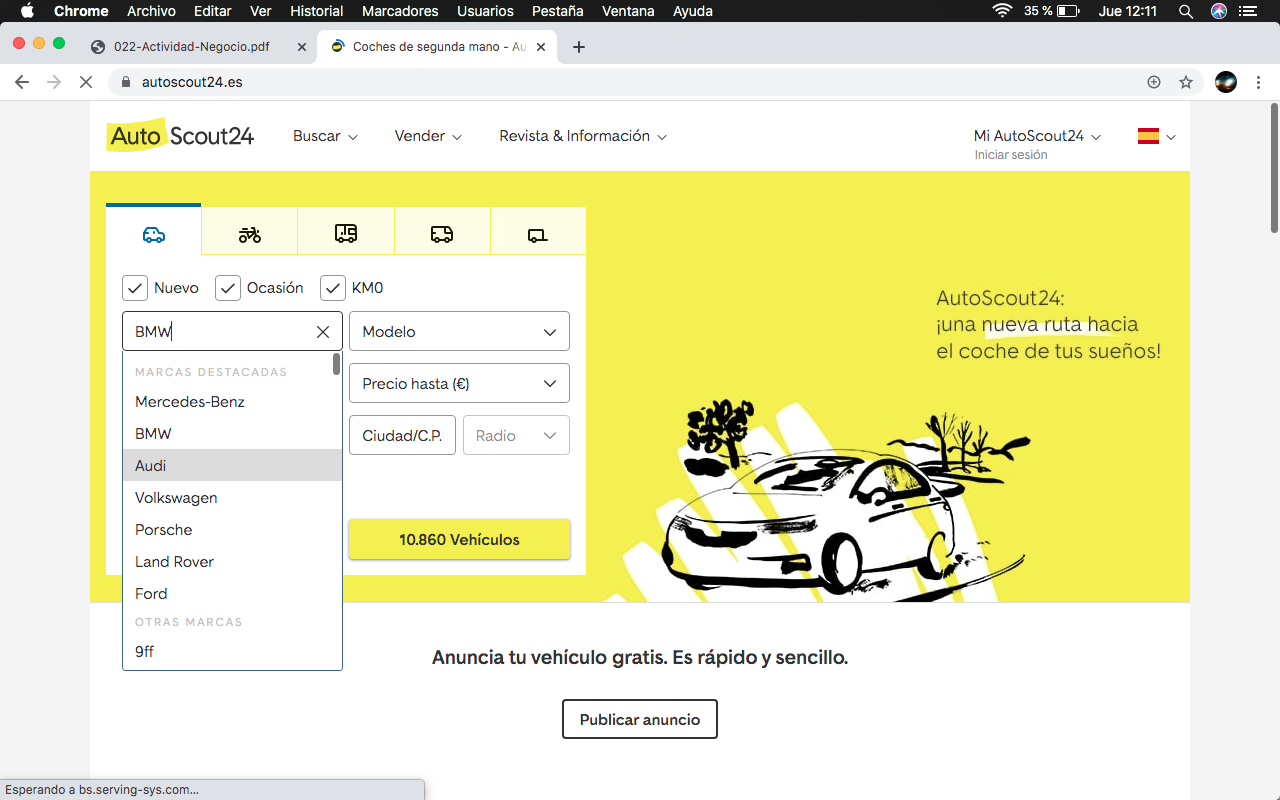 Chrome Archivo Editar Ver Historial Marcadores Usuarios Pestaña Ventana Ayuda 35 % Jue 12:11
022-Actividad-Negocio.pdf Coches de segunda mano - Au
autoscout24.es
AutoScout24 Buscar Vender Revista & Información Mi AutoScout24
Iniciar sesión
Nuevo Ocasión KM0
BMW Modelo
MARCAS DESTACADAS
Mercedes-Benz Precio hasta (€)
BMW Ciudad/C.P. Radio
Audi
Volkswagen
Porsche
Land Rover
Ford
OTRAS MARCAS
9ff
10.860 Vehículos
AutoScout24:
¡una nueva ruta hacia
el coche de tus sueños!
Anuncia tu vehículo gratis. Es rápido y sencillo.
Publicar anuncio
Esperando a bs.serving-sys.com...